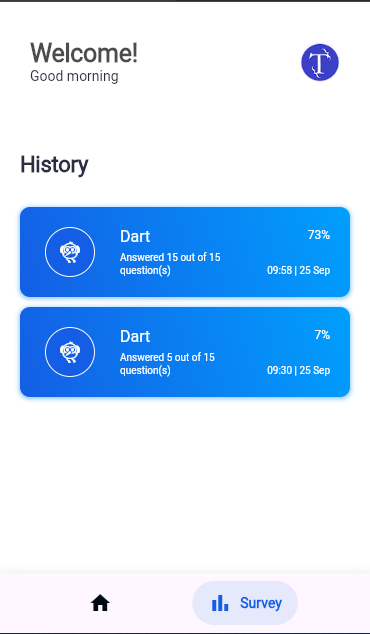 Welcome!
Good morning
T
History
Dart
73%
Answered 15 out of 15
question(s)
09:58 | 25 Sep
Dart
7%
Answered 5 out of 15
question(s)
09:30 | 25 Sep
Survey